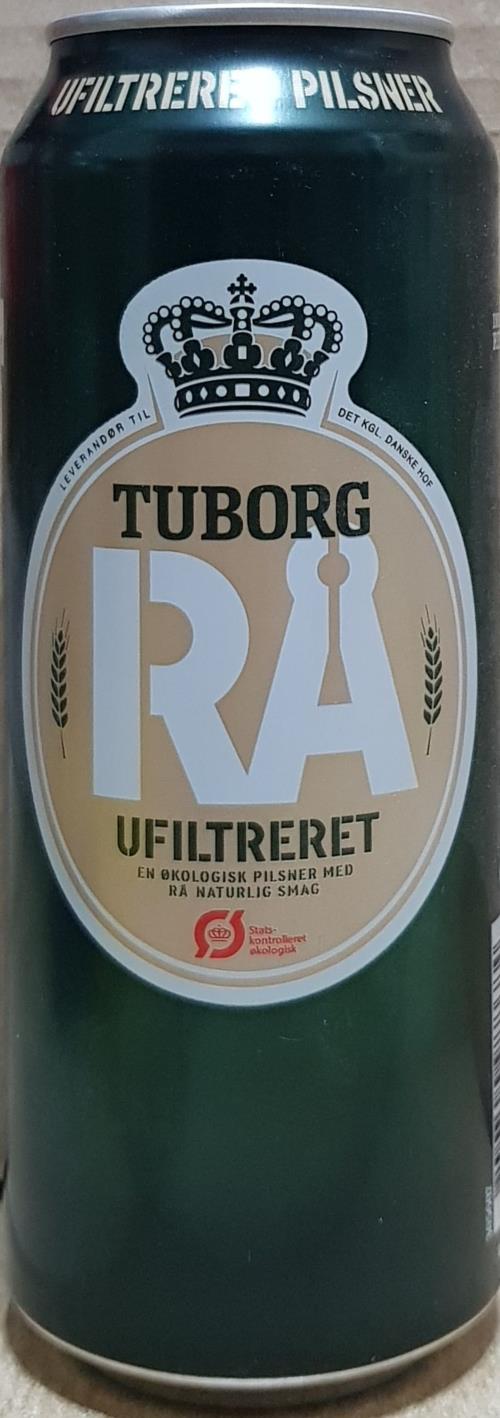 UFILTRERET PILSNER
LEVERANDØR TIL DET KGL. DANSKE HOF
TUBORG
RÅ
UFILTRERET
EN ØKOLOGISK PILSNER MED
RÅ NATURLIG SMAG
Ø
Stats-
kontrolleret
økologisk